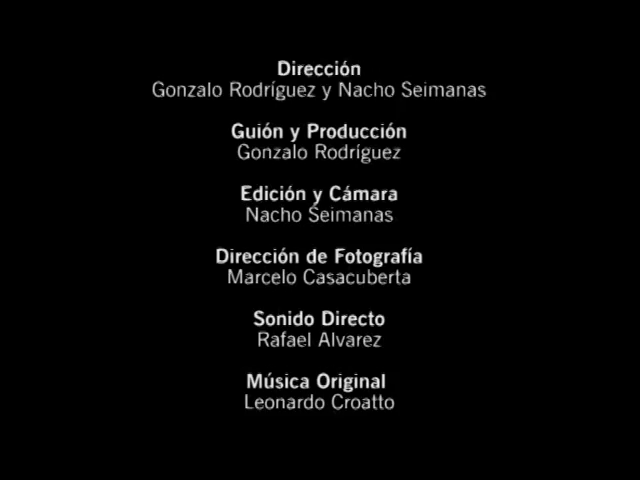 Dirección
Gonzalo Rodríguez y Nacho Seimanas
Guión y Producción
Gonzalo Rodríguez
Edición y Cámara
Nacho Seimanas
Dirección de Fotografía
Marcelo Casacuberta
Sonido Directo
Rafael Alvarez
Música Original
Leonardo Croatto